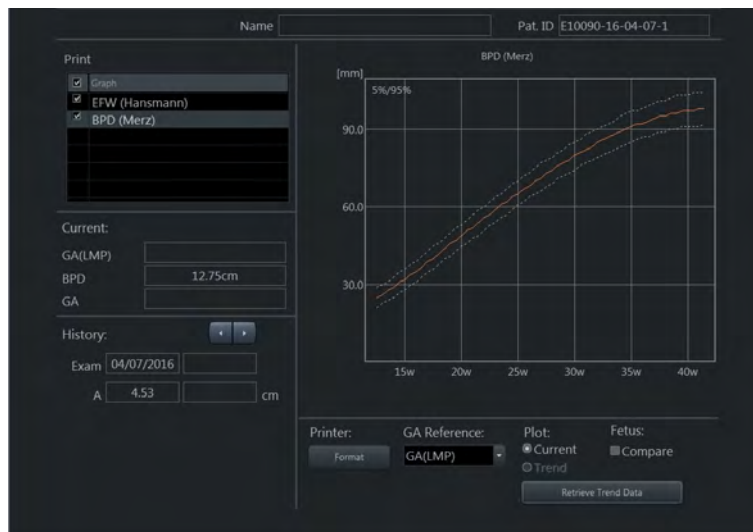 Name
Pat. ID E10090-16-04-07-1
Print
Graph
EFW (Hansmann)
BPD (Merz)
Current:
GA(LMP)
BPD 12.75cm
GA
History:
Exam 04/07/2016
A 4.53 cm
BPD (Merz)
[mm]
5%/95%
90.0
60.0
30.0
15w 20w 25w 30w 35w 40w
Printer: GA Reference: Plot: Fetus:
Format GA(LMP) Current Compare
Trend
Retrieve Trend Data